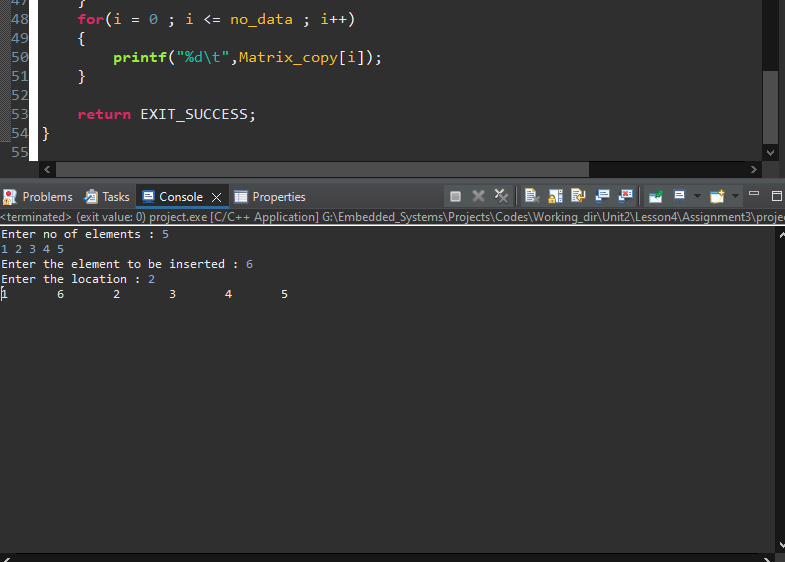 47 }
48 for(i = 0 ; i <= no_data ; i++)
49 {
50 printf("%d\t",Matrix_copy[i]);
51 }
52
53 return EXIT_SUCCESS;
54 }
55
Problems Tasks Console Properties
<terminated> (exit value: 0) project.exe [C/C++ Application] G:\Embedded_Systems\Projects\Codes\Working_dir\Unit2\Lesson4\Assignment3\projec
Enter no of elements : 5
1 2 3 4 5
Enter the element to be inserted : 6
Enter the location : 2
1 6 2 3 4 5